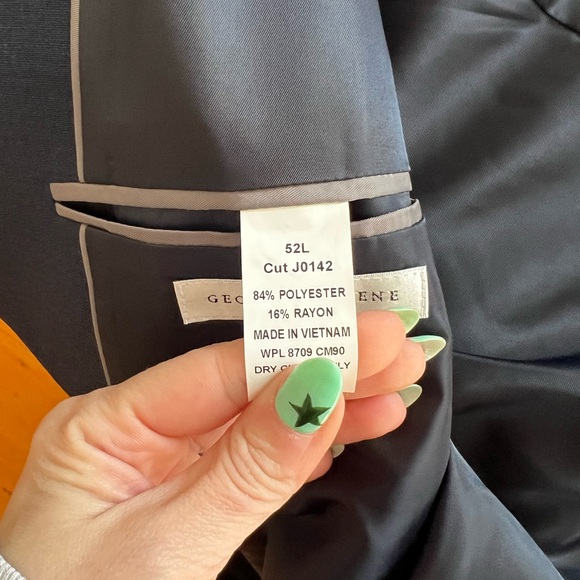 52L
Cut J0142
84% POLYESTER
16% RAYON
MADE IN VIETNAM
WPL 8709 CM90
DRY